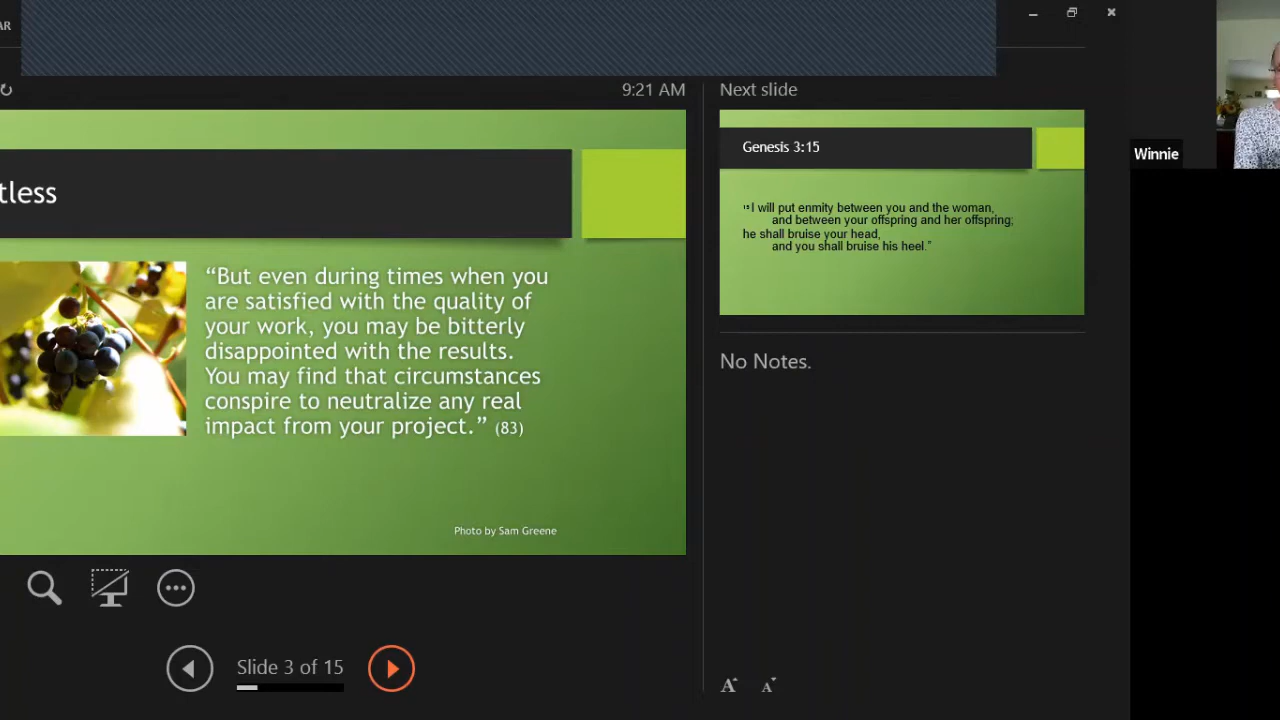 AR
9:21 AM
Next slide
tless
Genesis 3:15
15 I will put enmity between you and the woman,
and between your offspring and her offspring;
he shall bruise your head,
and you shall bruise his heel.”
Winnie
“But even during times when you
are satisfied with the quality of
your work, you may be bitterly
disappointed with the results.
You may find that circumstances
conspire to neutralize any real
impact from your project.” (83)
Photo by Sam Greene
No Notes.
Slide 3 of 15
A A